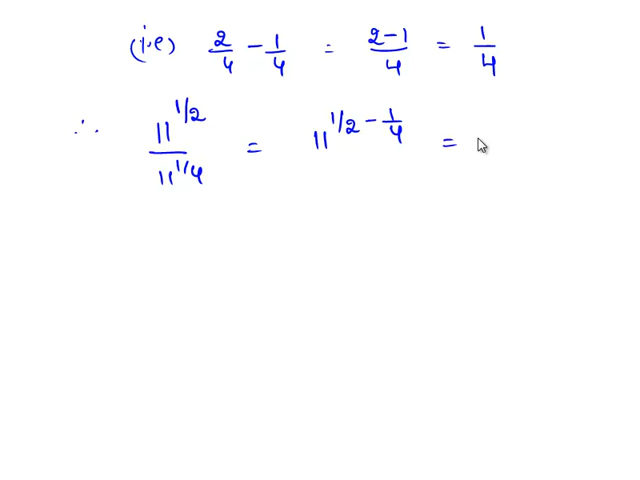 (i.e) 2/4 - 1/4 = 2-1/4 = 1/4
∴ 11^1/2 / 11^1/4 = 11^1/2 - 1/4 =